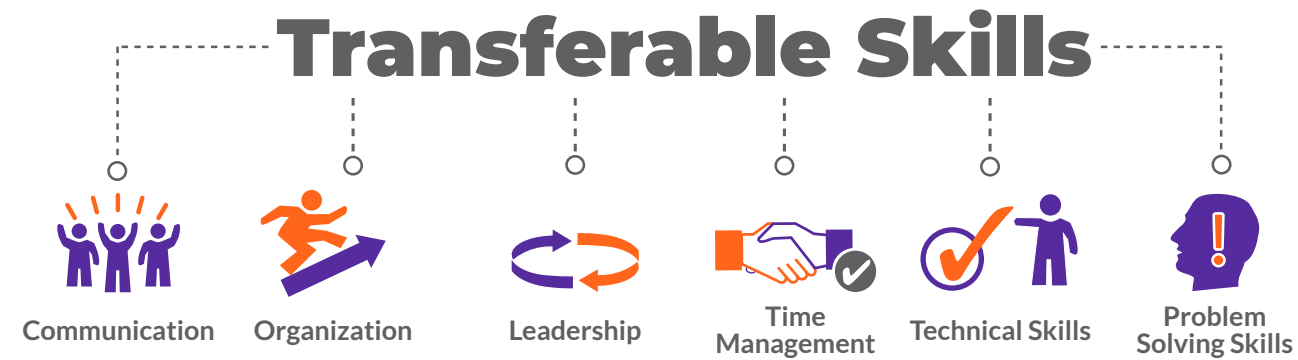 Transferable Skills
Communication
Organization
Leadership
Time
Management
Technical Skills
Problem
Solving Skills